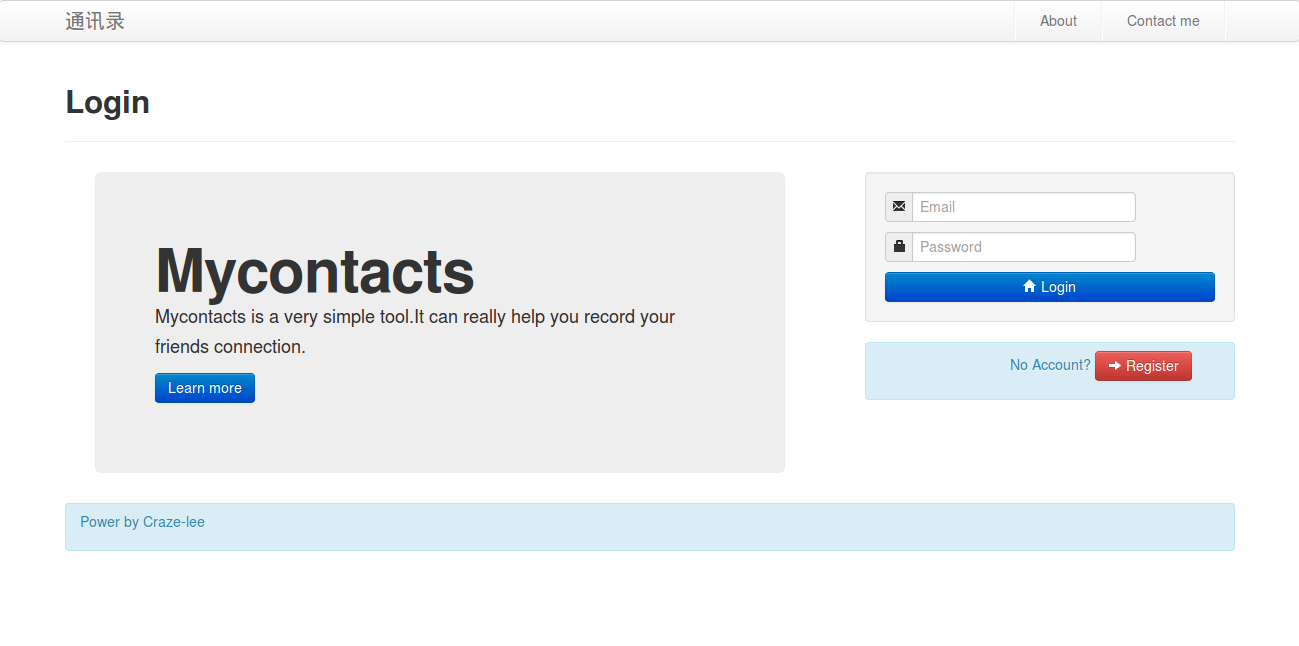 通讯录
About
Contact me
Login
Mycontacts
Mycontacts is a very simple tool.It can really help you record your
friends connection.
Learn more
Email
Password
Login
No Account?
Register
Power by Craze-lee